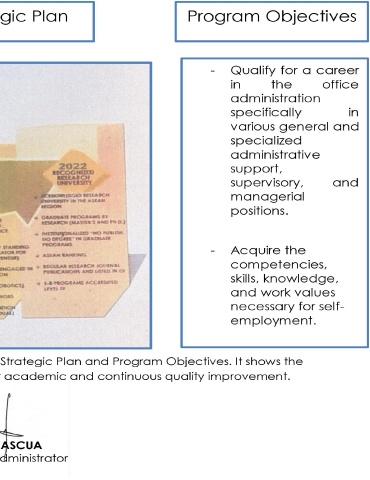 gic Plan
Program Objectives
2022
RECOGNIZED
RESEARCH
UNIVERSITY
ACKNOWLEDGED RESEARCH
UNIVERSITY IN THE ASEAN
REGION
GRADUATE PROGRAMS BY
RESEARCH (MASTER'S AND PH.D.)
INSTITUTIONALIZED "NO PUBLISH,
NO DEGREE" IN GRADUATE
PROGRAMS
ASEAN RANKING
REGULAR RESEARCH JOURNAL
PUBLICATIONS AND LISTED IN
PROGRAMS ACCREDITED
LEVEL IV
- Qualify for a career
in the office
administration
specifically in
various general and
specialized
administrative
support,
supervisory, and
managerial
positions.
- Acquire the
competencies,
skills, knowledge,
and work values
necessary for self-
employment.
Strategic Plan and Program Objectives. It shows the
academic and continuous quality improvement.
ASCUA
dministrator